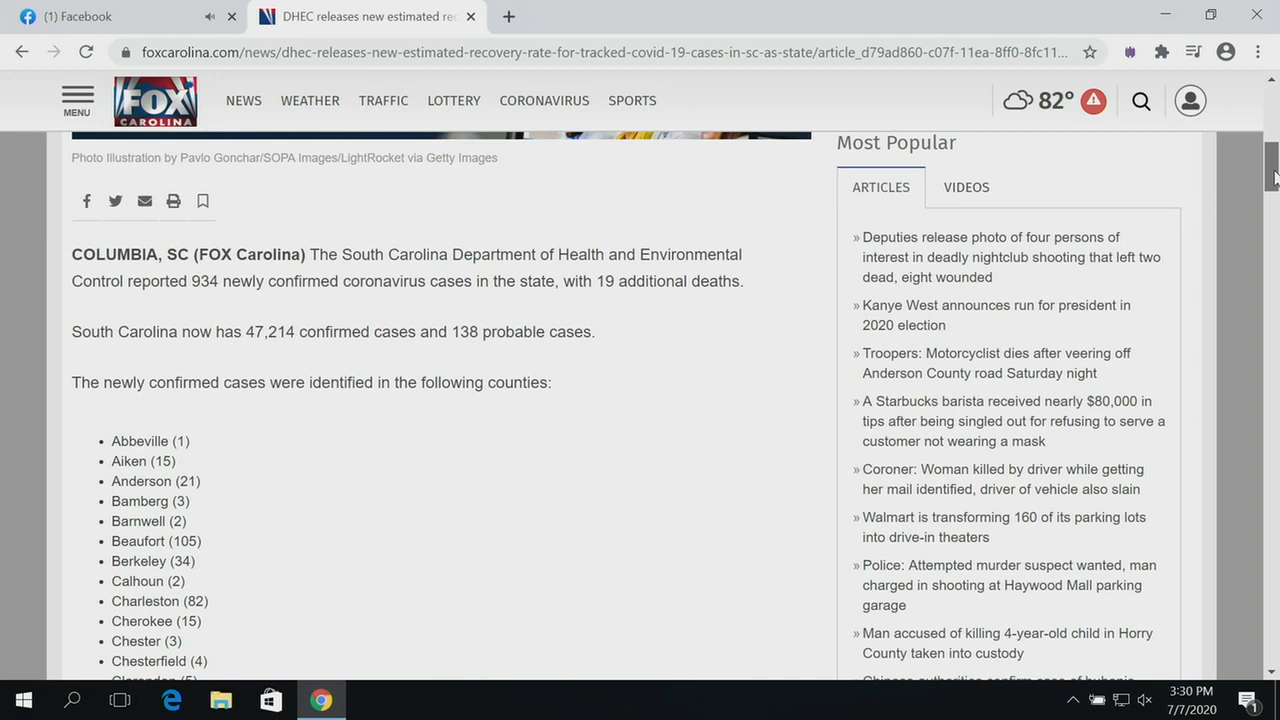 (1) Facebook
DHEC releases new estimated rec
foxcarolina.com/news/dhec-releases-new-estimated-recovery-rate-for-tracked-covid-19-cases-in-sc-as-state/article_d79ad860-c07f-11ea-8ff0-8fc11...
MENU
FOX
CAROLINA
NEWS WEATHER TRAFFIC LOTTERY CORONAVIRUS SPORTS
82°
Photo Illustration by Pavlo Gonchar/SOPA Images/LightRocket via Getty Images
COLUMBIA, SC (FOX Carolina) The South Carolina Department of Health and Environmental
Control reported 934 newly confirmed coronavirus cases in the state, with 19 additional deaths.
South Carolina now has 47,214 confirmed cases and 138 probable cases.
The newly confirmed cases were identified in the following counties:
• Abbeville (1)
• Aiken (15)
• Anderson (21)
• Bamberg (3)
• Barnwell (2)
• Beaufort (105)
• Berkeley (34)
• Calhoun (2)
• Charleston (82)
• Cherokee (15)
• Chester (3)
• Chesterfield (4)
Most Popular
ARTICLES VIDEOS
» Deputies release photo of four persons of
interest in deadly nightclub shooting that left two
dead, eight wounded
» Kanye West announces run for president in
2020 election
» Troopers: Motorcyclist dies after veering off
Anderson County road Saturday night
» A Starbucks barista received nearly $80,000 in
tips after being singled out for refusing to serve a
customer not wearing a mask
» Coroner: Woman killed by driver while getting
her mail identified, driver of vehicle also slain
» Walmart is transforming 160 of its parking lots
into drive-in theaters
» Police: Attempted murder suspect wanted, man
charged in shooting at Haywood Mall parking
garage
» Man accused of killing 4-year-old child in Horry
County taken into custody
3:30 PM
7/7/2020
1